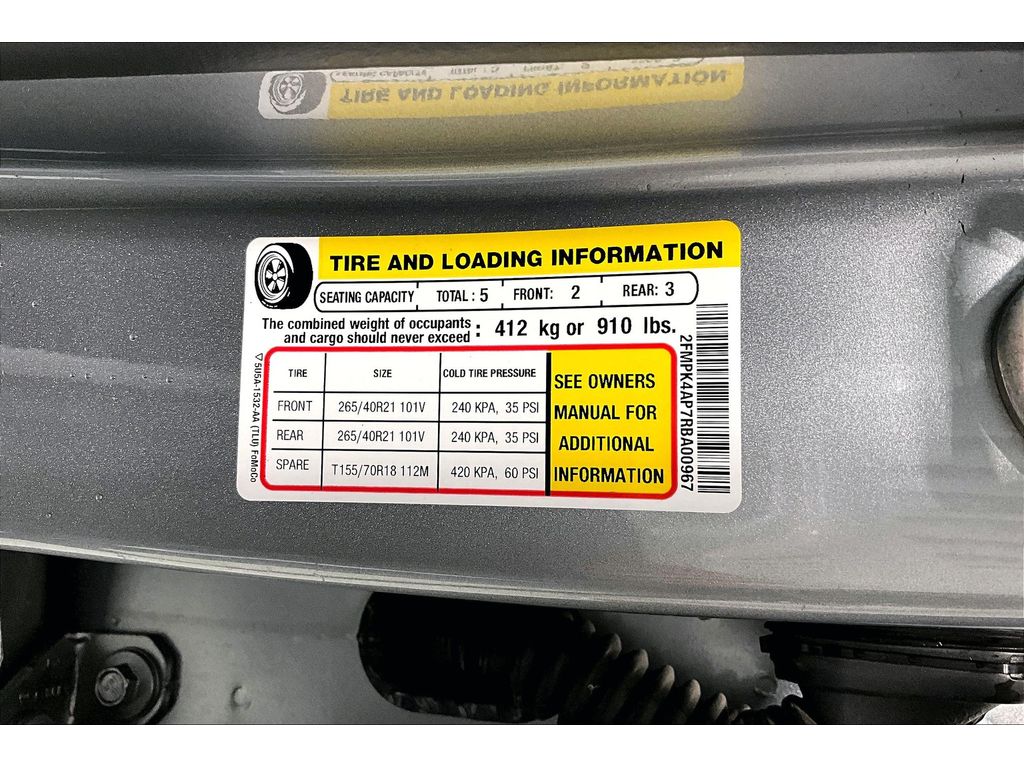 TIRE AND LOADING INFORMATION
SEATING CAPACITY TOTAL : 5 FRONT: 2 REAR: 3
The combined weight of occupants
and cargo should never exceed : 412 kg or 910 lbs.
TIRE SIZE COLD TIRE PRESSURE
FRONT 265/40R21 101V 240 KPA, 35 PSI
REAR 265/40R21 101V 240 KPA, 35 PSI
SPARE T155/70R18 112M 420 KPA, 60 PSI
SEE OWNERS
MANUAL FOR
ADDITIONAL
INFORMATION
5U5A-1532-AA (TLU) FoMoCo
2FMPK4AP7RBA00967
TIRE AND LOADING INFORMATION
SEATING CAPACITY